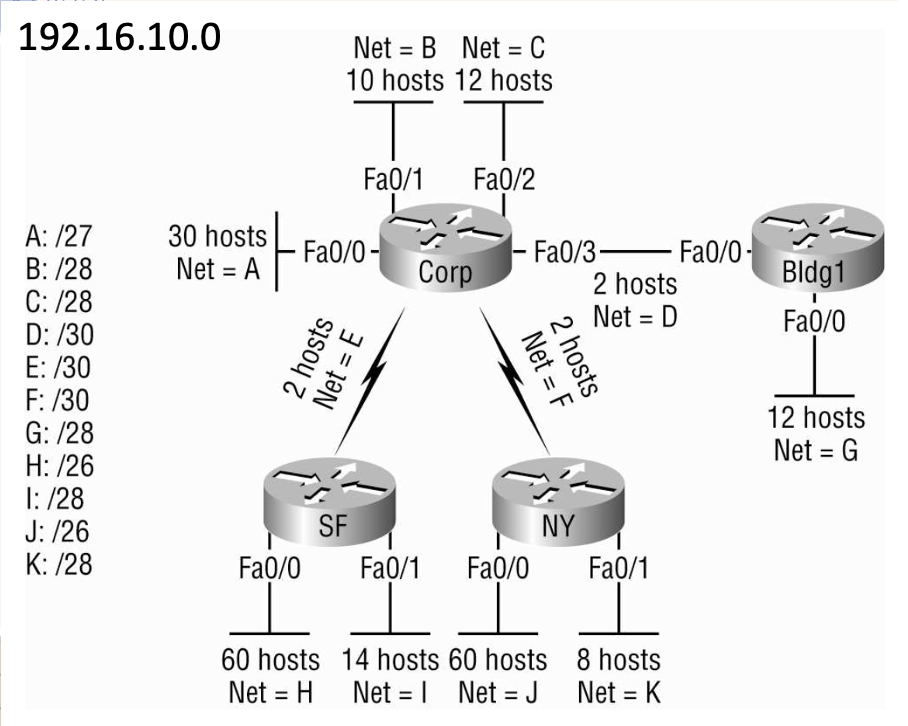 192.16.10.0
Net = B
10 hosts
Net = C
12 hosts
Fa0/1
Fa0/2
A: /27
B: /28
C: /28
D: /30
E: /30
F: /30
G: /28
H: /26
I: /28
J: /26
K: /28
30 hosts
Net = A
Fa0/0
Corp
Fa0/3
Fa0/0
Bldg1
2 hosts
Net = D
Fa0/0
12 hosts
Net = G
2 hosts
Net = E
2 hosts
Net = F
SF
Fa0/0
Fa0/1
NY
Fa0/0
Fa0/1
60 hosts
Net = H
14 hosts
Net = I
60 hosts
Net = J
8 hosts
Net = K